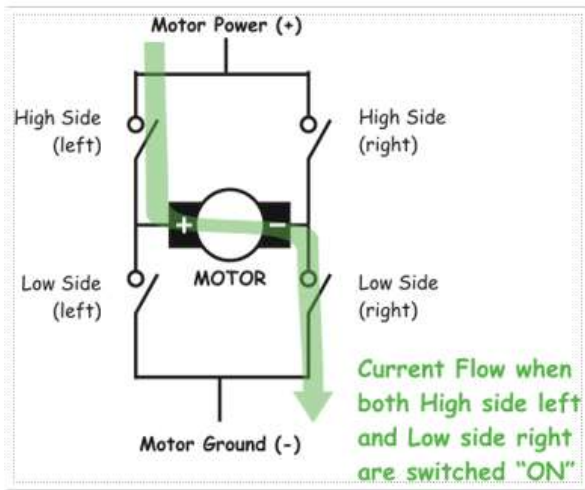 Motor Power (+)
High Side
(left)
High Side
(right)
+
-
MOTOR
Low Side
(left)
Low Side
(right)
Current Flow when
both High side left
and Low side right
are switched “ON”
Motor Ground (-)